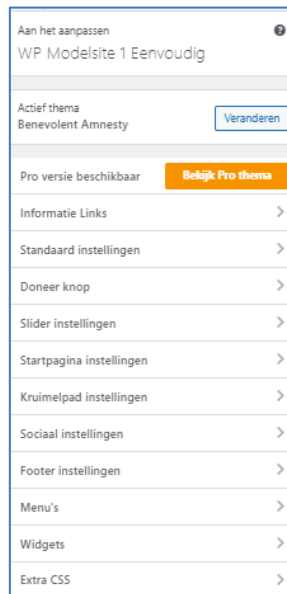 Aan het aanpassen
WP Modelsite 1 Eenvoudig
Actief thema
Benevolent Amnesty
Veranderen
Pro versie beschikbaar
Bekijk Pro thema
Informatie Links
Standaard instellingen
Doneer knop
Slider instellingen
Startpagina instellingen
Kruimelpad instellingen
Sociaal instellingen
Footer instellingen
Menu's
Widgets
Extra CSS